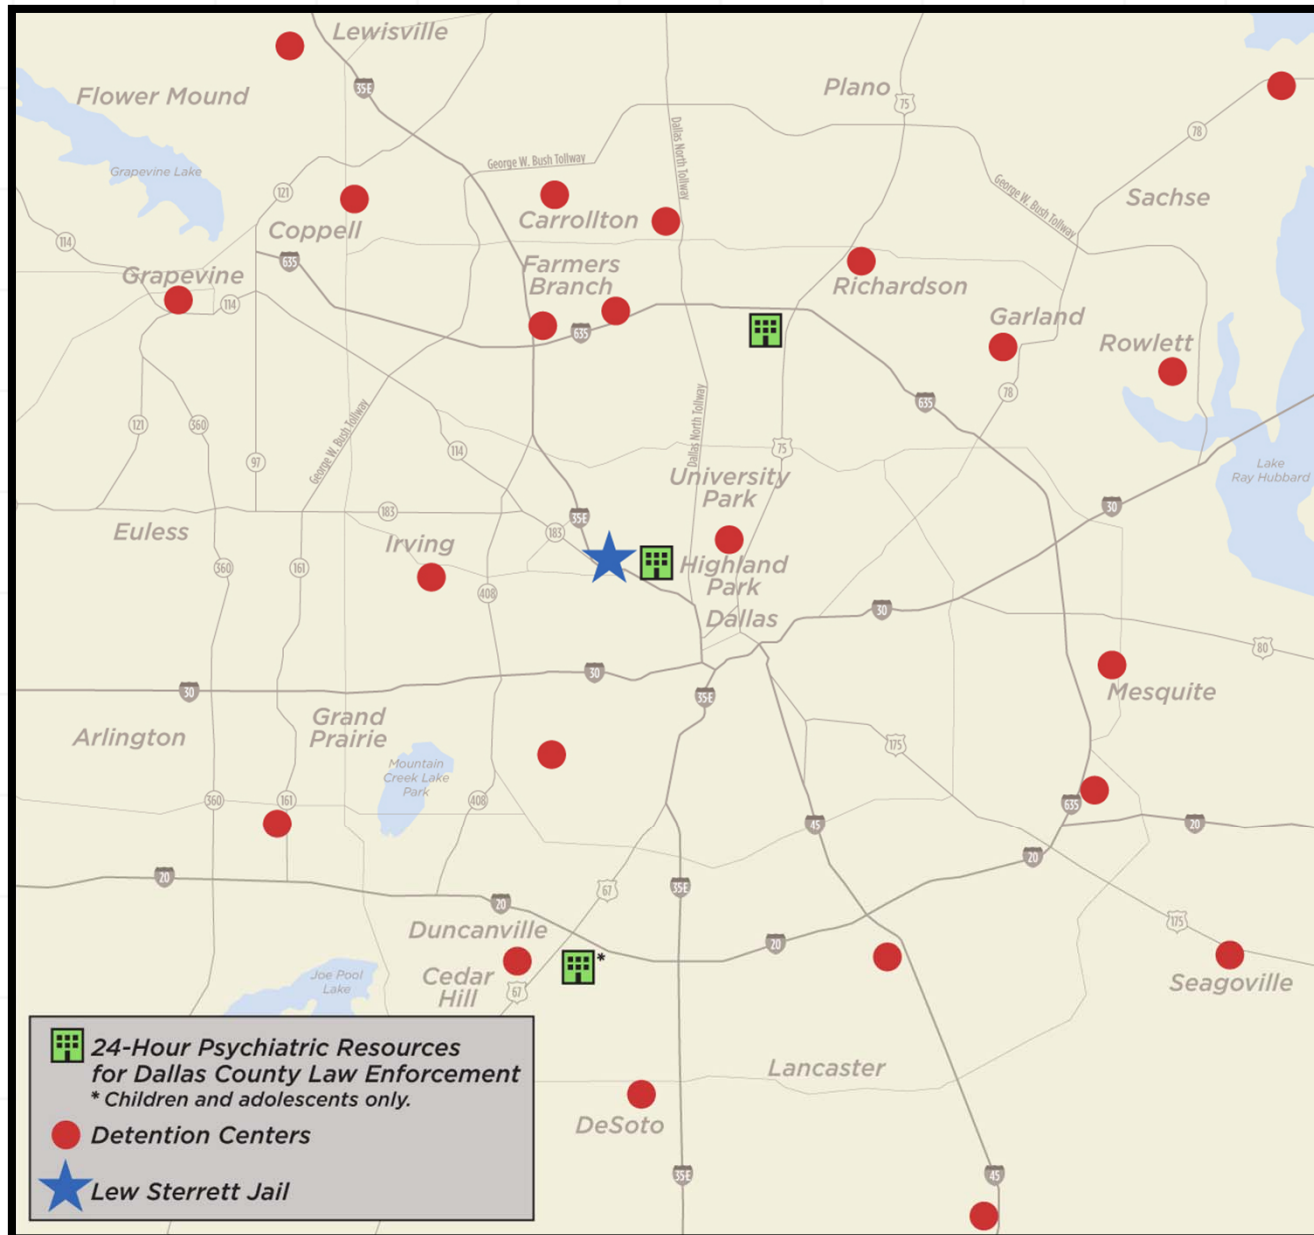 Lewisville
35E
Flower Mound
Plano
75
Dallas North Tollway
78
George W. Bush Tollway
Grapevine Lake
George W. Bush Tollway
121
Sachse
Carrollton
Coppell
114
635
Farmers
Branch
Grapevine
Richardson
114
635
Garland
Rowlett
78
635
Dallas North Tollway
121
360
George W. Bush Tollway
114
75
97
Lake
Ray Hubbard
University
Park
30
183
35E
Euless
183
Irving
360
161
Highland
Park
408
30
Dallas
80
30
30
35E
Mesquite
Grand
Prairie
Arlington
175
Mountain
Creek Lake
Park
360
161
408
635
45
20
20
20
67
35E
20
175
Duncanville
20
*
Cedar
Hill
Joe Pool
Lake
67
Seagoville
24-Hour Psychiatric Resources
for Dallas County Law Enforcement
* Children and adolescents only.
Lancaster
DeSoto
Detention Centers
35E
45
Lew Sterrett Jail